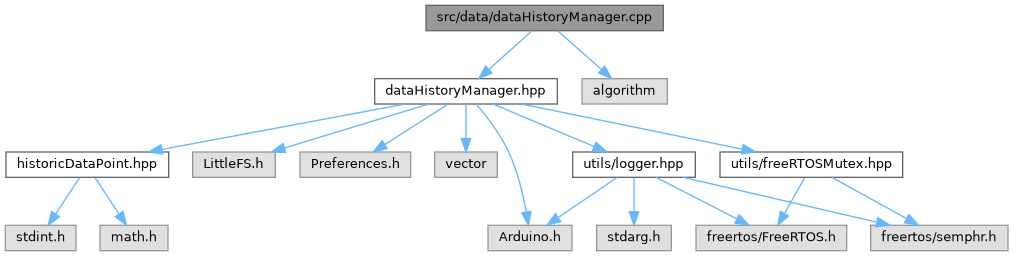 src/data/dataHistoryManager.cpp
dataHistoryManager.hpp
algorithm
historicDataPoint.hpp
LittleFS.h
Preferences.h
vector
utils/logger.hpp
utils/freeRTOSMutex.hpp
stdint.h
math.h
Arduino.h
stdarg.h
freertos/FreeRTOS.h
freertos/semphr.h